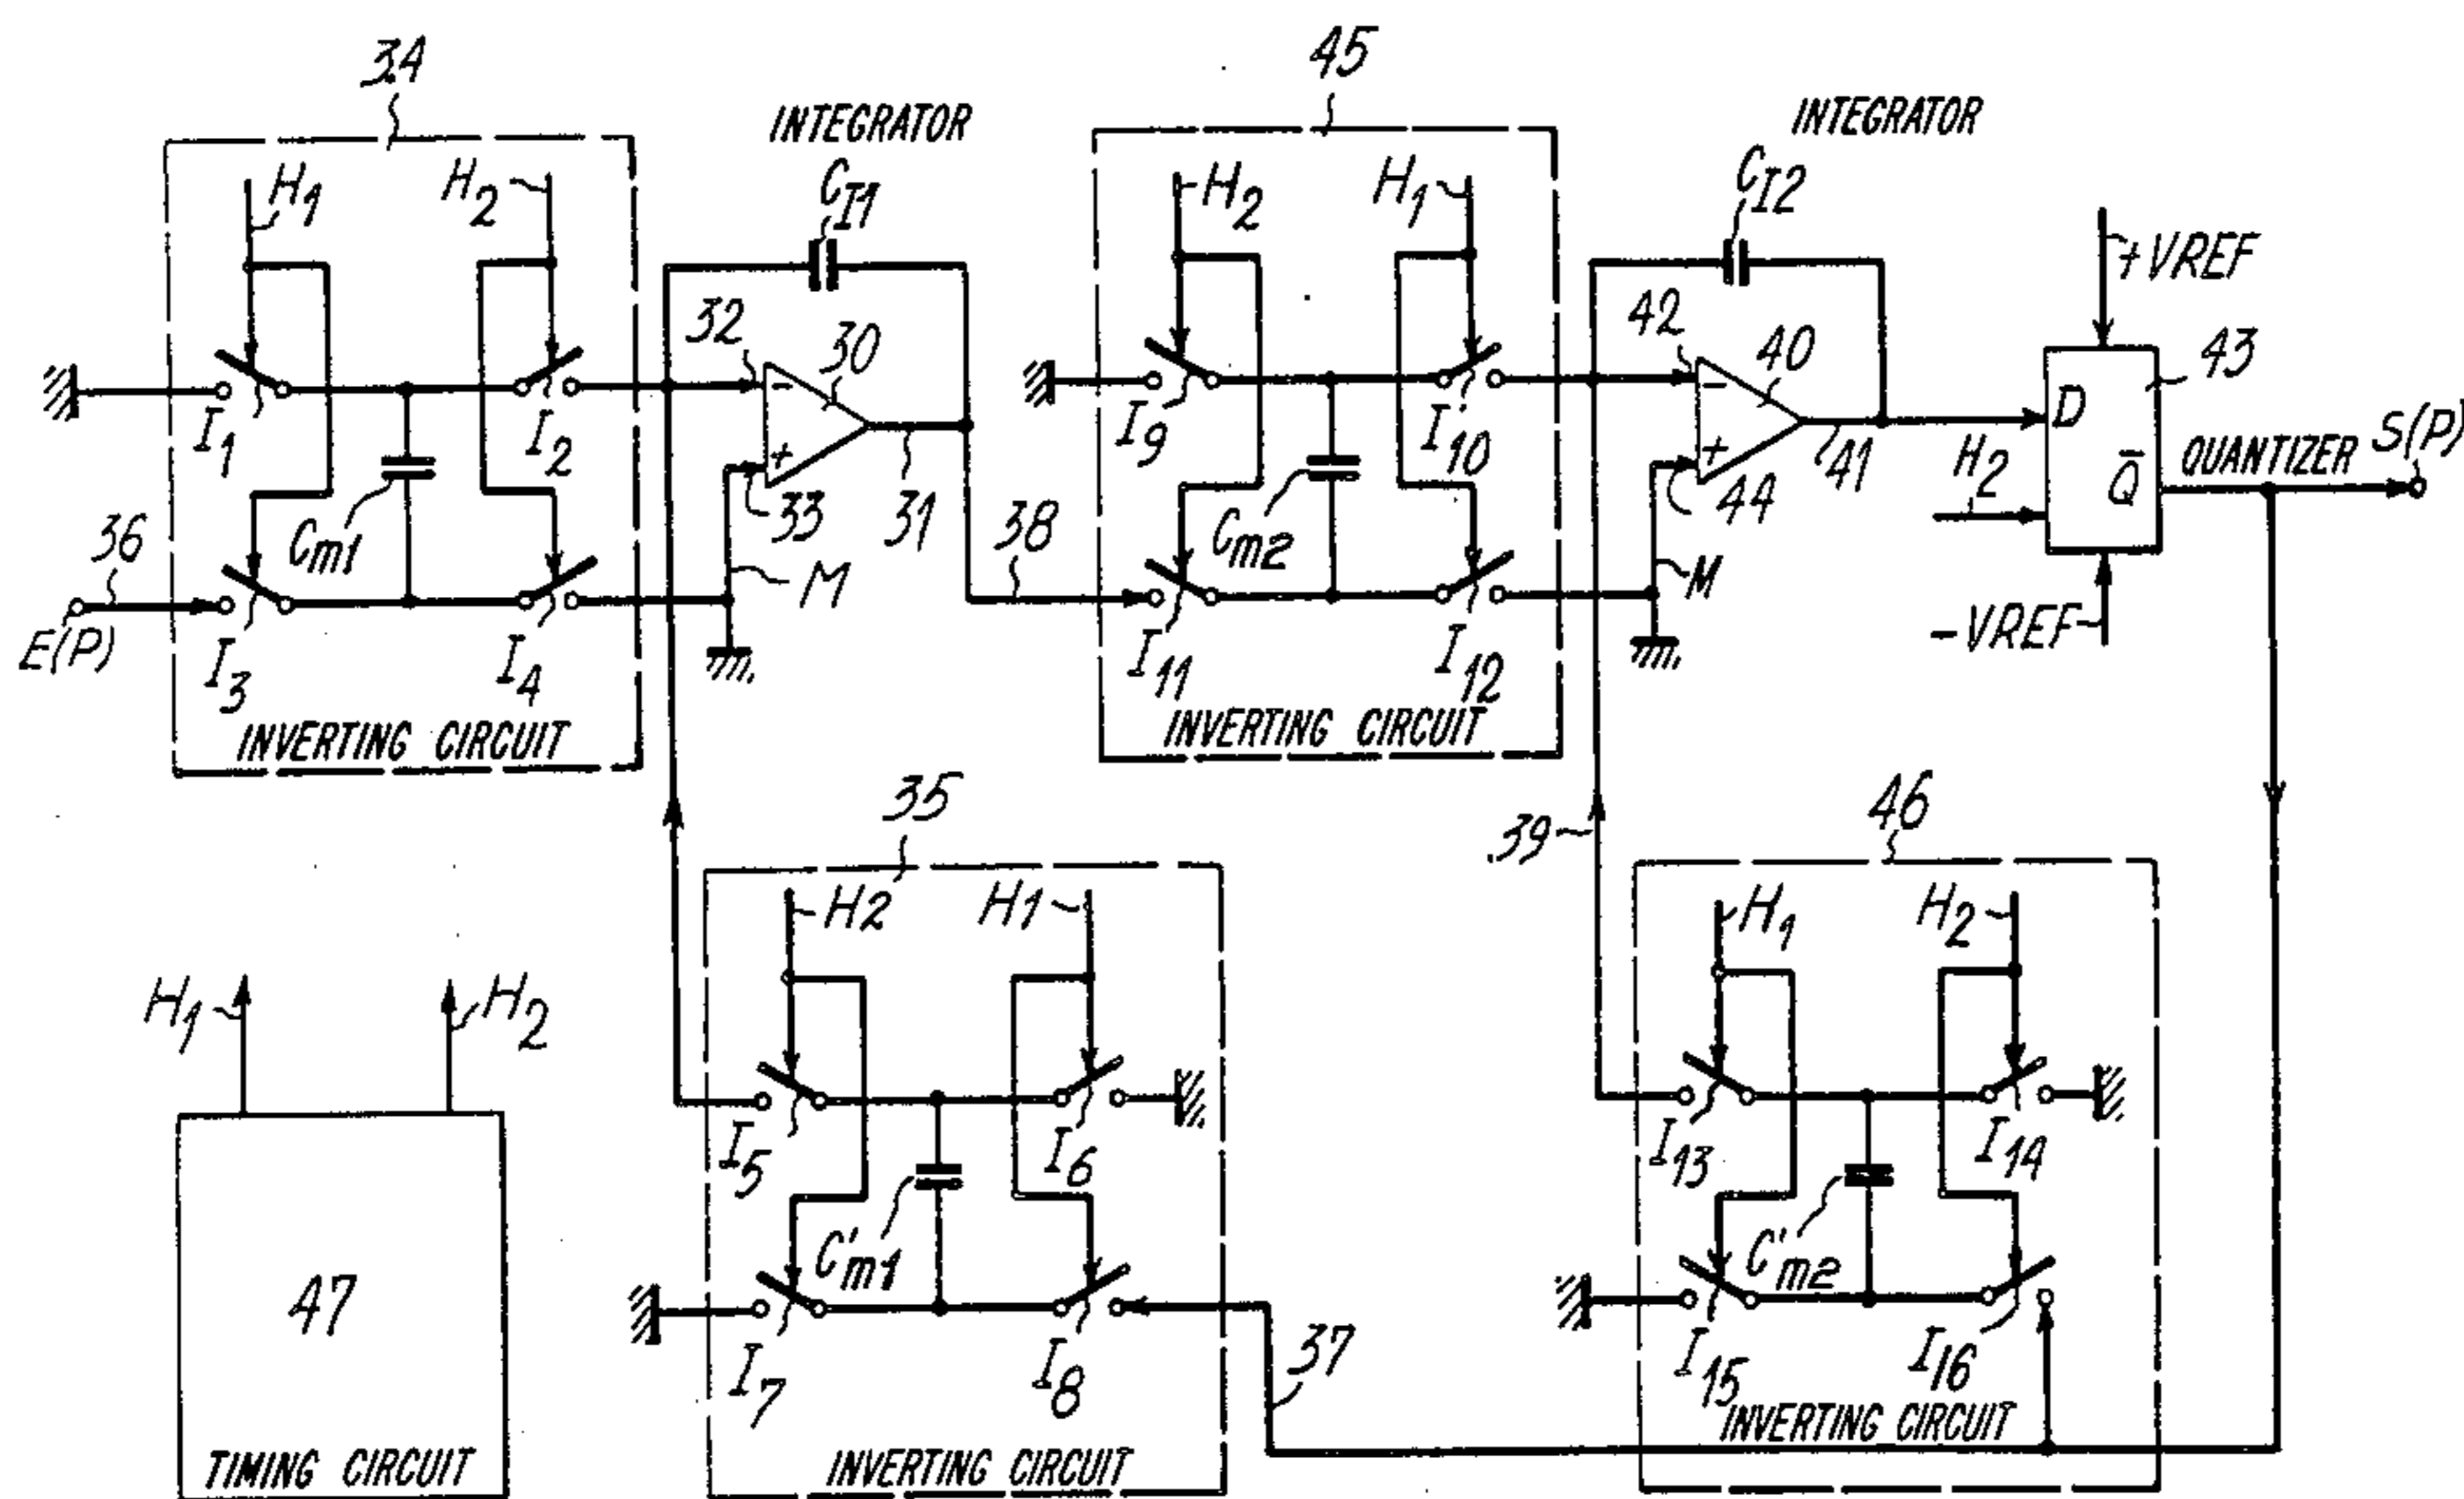 34
45
INTEGRATOR
INTEGRATOR
H1
H2
CI1
H2
H1
CI2
+VREF
32
30
42
40
43
D
I1
I2
I9
I10
+
-
+
-
H2
Q̄
QUANTIZER
S(P)
36
Cm1
33
31
38
Cm2
44
41
M
M
-VREF
E(P)
I3
I4
I11
I12
INVERTING CIRCUIT
INVERTING CIRCUIT
35
39
46
H2
H1
H1
H2
H1
H2
I5
I6
I13
I14
C'm1
C'm2
47
37
I7
I8
I15
I16
TIMING CIRCUIT
INVERTING CIRCUIT
INVERTING CIRCUIT